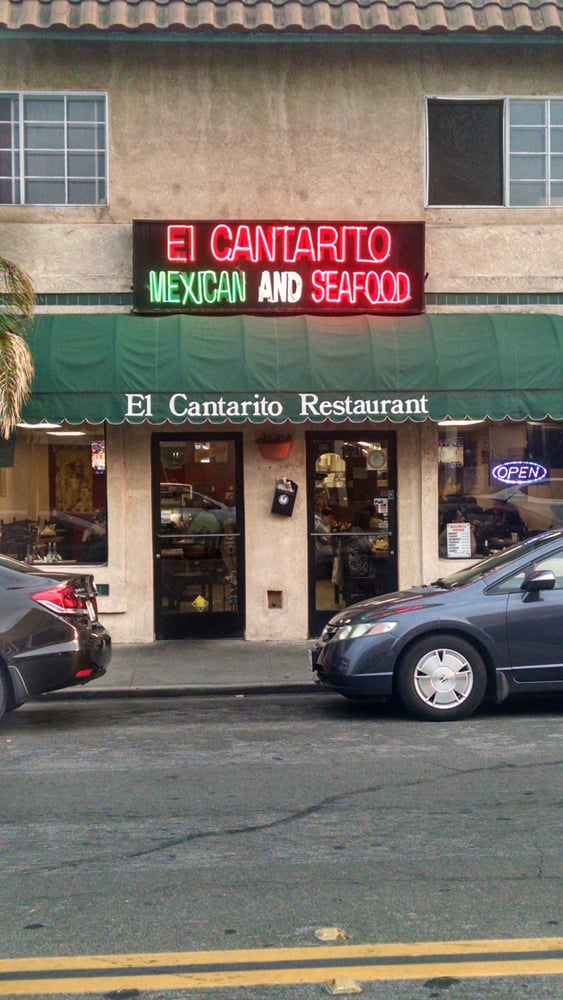 El CANTARITO
MEXICAN AND SEAFOOD
El Cantarito Restaurant
OPEN